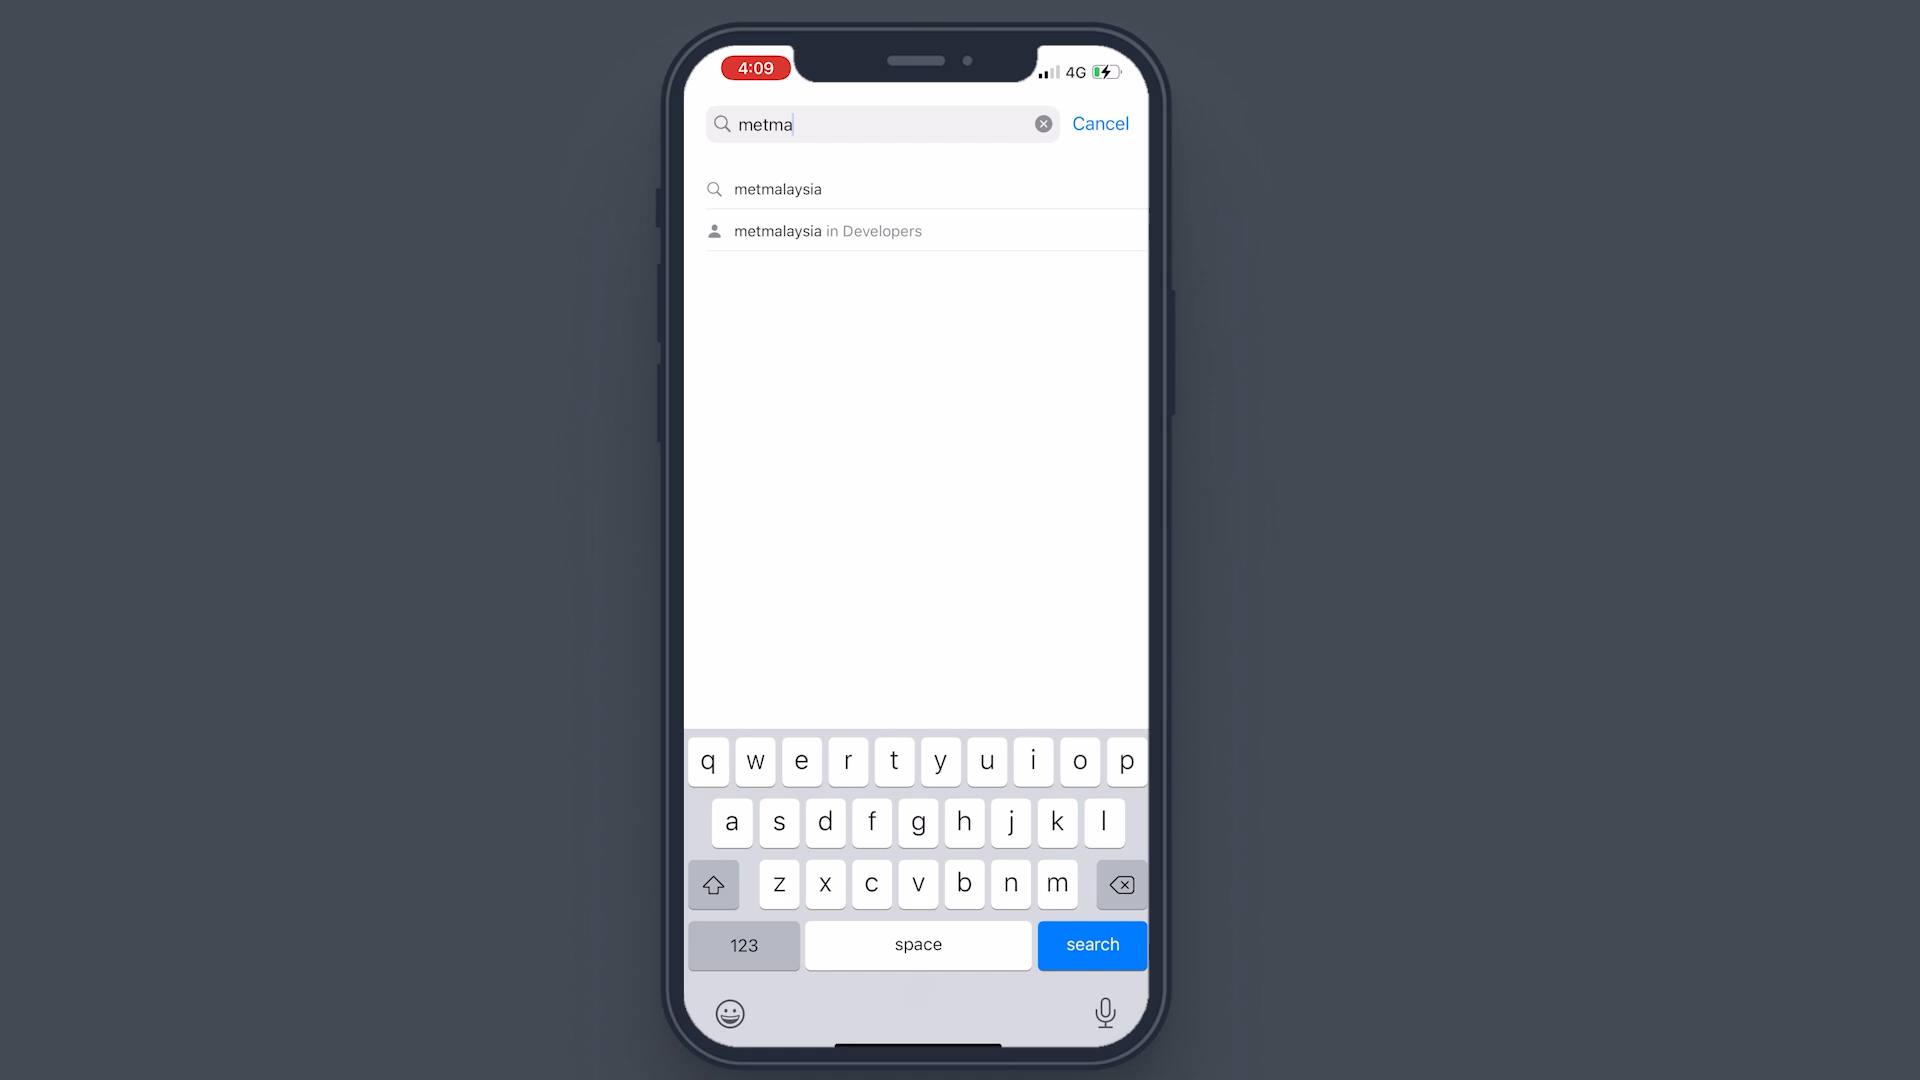 4:09
4G
metma
Cancel
metmalaysia
metmalaysia in Developers
q w e r t y u i o p
a s d f g h j k l
z x c v b n m
123 space search